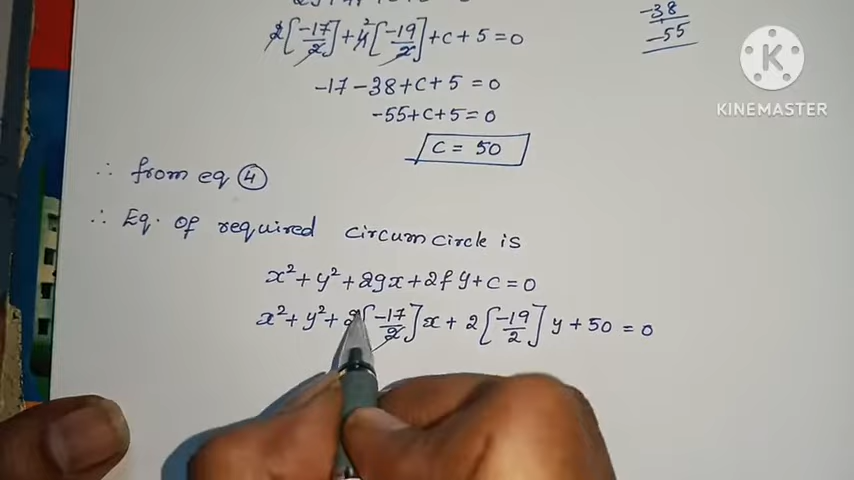 -38
-55
2[-17/2] + 4[-19/2] + c + 5 = 0
-17 - 38 + c + 5 = 0
-55 + c + 5 = 0
c = 50
KINEMASTER
∴ from eq ④
∴ Eq. of required circumcircle is
x² + y² + 2gx + 2fy + c = 0
x² + y² + 2[-17/2]x + 2[-19/2]y + 50 = 0